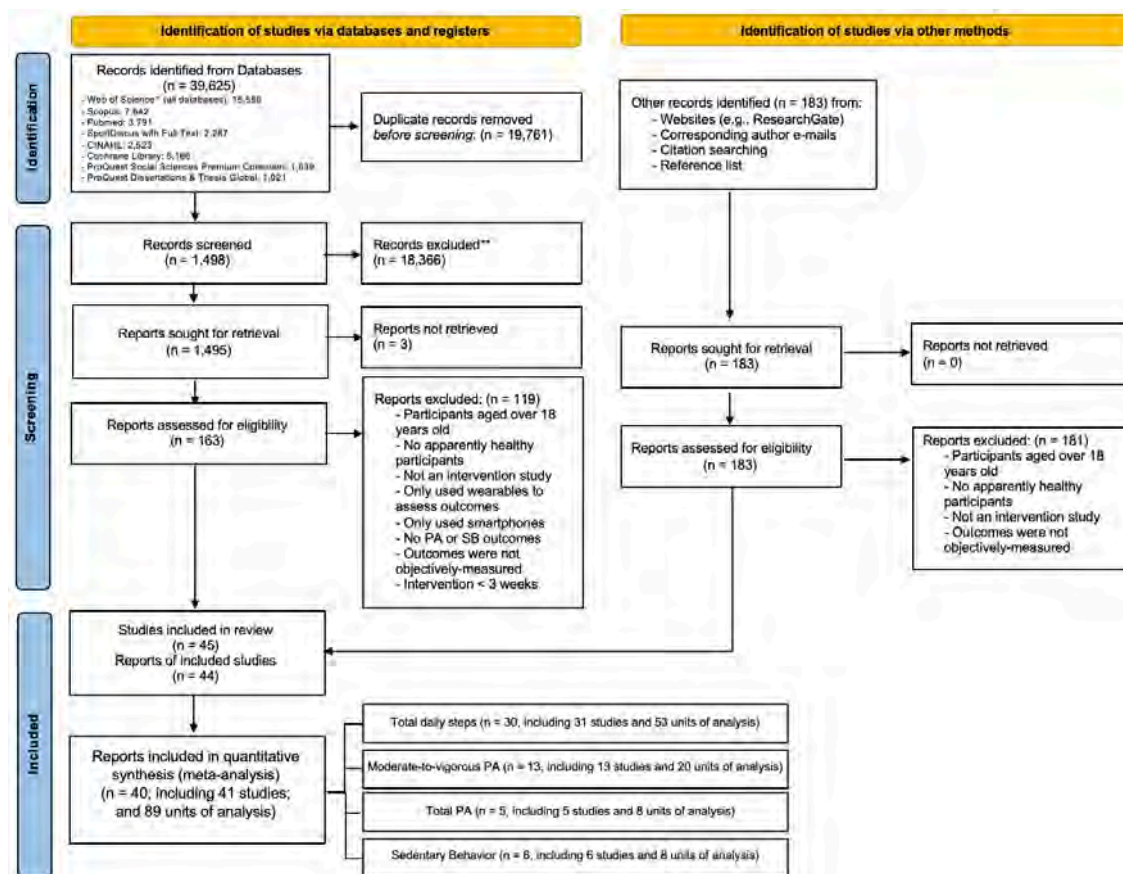 Identification of studies via databases and registers
Identification of studies via other methods
Identification
Records identified from Databases
(n = 39,625)
- Web of Science* (all databases):
- Scopus: 7,642
- Pubmed: 3,791
- SportDiscus with Full Text: 2,287
- CINAHL: 2,523
- Cochrane Library:
- ProQuest Social Sciences Premium
- ProQuest Dissertations & Thesis Global: 1,021
Duplicate records removed
before screening: (n = 19,761)
Other records identified (n = 183) from:
- Websites (e.g., ResearchGate)
- Corresponding author e-mails
- Citation searching
- Reference list
Screening
Records screened
(n = 1,498)
Records excluded**
(n = 18,366)
Reports sought for retrieval
(n = 1,495)
Reports not retrieved
(n = 3)
Reports sought for retrieval
(n = 183)
Reports not retrieved
(n = 0)
Reports assessed for eligibility
(n = 163)
Reports excluded: (n = 119)
- Participants aged over 18
years old
- No apparently healthy
participants
- Not an intervention study
- Only used wearables to
assess outcomes
- Only used smartphones
- No PA or SB outcomes
- Outcomes were not
objectively-measured
- Intervention < 3 weeks
Reports assessed for eligibility
(n = 183)
Reports excluded: (n = 181)
- Participants aged over 18
years old
- No apparently healthy
participants
- Not an intervention study
- Outcomes were not
objectively-measured
Included
Studies included in review
(n = 45)
Reports of included studies
(n = 44)
Reports included in quantitative
synthesis (meta-analysis)
(n = 40; including 41 studies;
and 89 units of analysis)
Total daily steps (n = 30, including 31 studies and 53 units of analysis)
Moderate-to-vigorous PA (n = 13, including 13 studies and 20 units of analysis)
Total PA (n = 5, including 5 studies and 8 units of analysis)
Sedentary Behavior (n = 6, including 6 studies and 8 units of analysis)